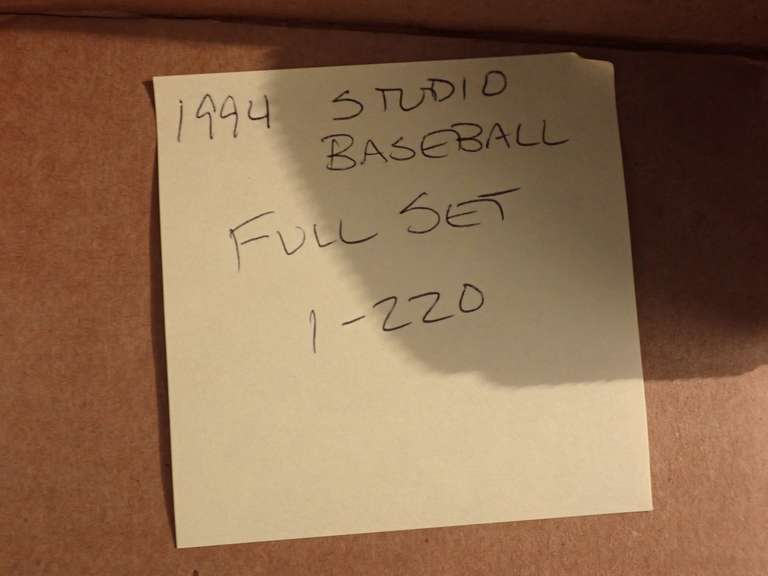 1994 STUDIO
BASEBALL
FULL SET
1-220